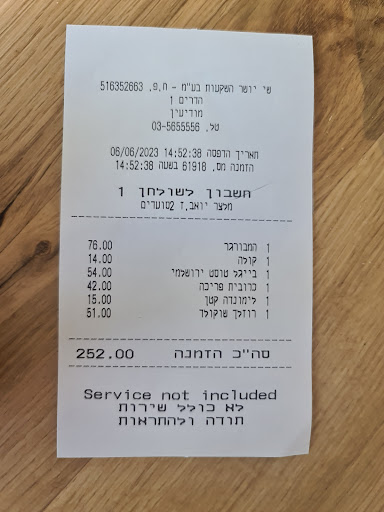 שי יושר השקעות בע"מ - ח.פ. 516352663
הדרים 1
מודיעין
טל. 03-5655556
תאריך הדפסה 14:52:38 06/06/2023
הזמנה מס. 61918 בשעה 14:52:38
חשבון לשולחן 1
מלצר יואב.ז 2סועדים
1 המבורגר 76.00
1 קולה 14.00
1 בייגל טוסט ירושלמי 54.00
1 כרובית פריכה 42.00
1 לימונדה קטן 15.00
1 רוזלך שוקולד 51.00
סה"כ הזמנה 252.00
Service not included
לא כולל שירות
תודה ולהתראות